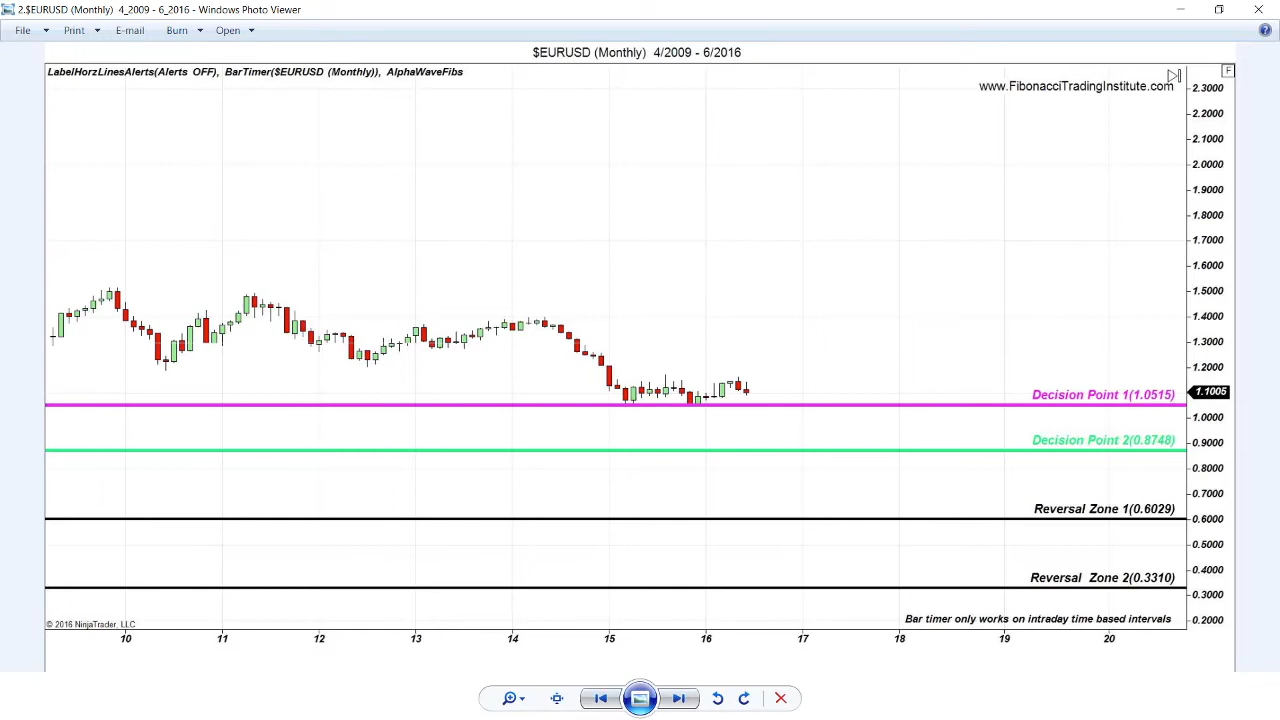 2.$EURUSD (Monthly)  4_2009 - 6_2016 - Windows Photo Viewer
File Print E-mail Burn Open
$EURUSD (Monthly)  4/2009 - 6/2016
LabelHorzLinesAlerts(Alerts OFF), BarTimer($EURUSD (Monthly)), AlphaWaveFibs
F
www.FibonacciTradingInstitute.com
2.3000
2.2000
2.1000
2.0000
1.9000
1.8000
1.7000
1.6000
1.5000
1.4000
1.3000
1.2000
1.1005
Decision Point 1(1.0515)
1.0000
Decision Point 2(0.8748)
0.9000
0.8000
0.7000
Reversal Zone 1(0.6029)
0.6000
0.5000
0.4000
Reversal  Zone 2(0.3310)
0.3000
Bar timer only works on intraday time based intervals
0.2000
© 2016 NinjaTrader, LLC
10 11 12 13 14 15 16 17 18 19 20